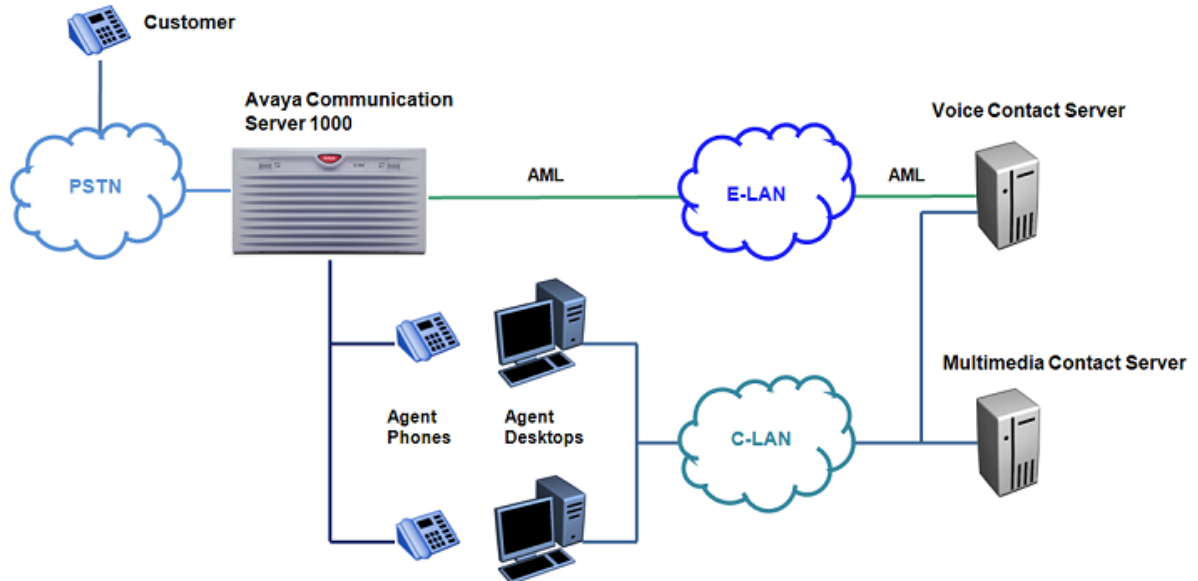 Customer
Avaya Communication
Server 1000
Voice Contact Server
PSTN
AML
E-LAN
AML
Multimedia Contact Server
Agent
Phones
Agent
Desktops
C-LAN